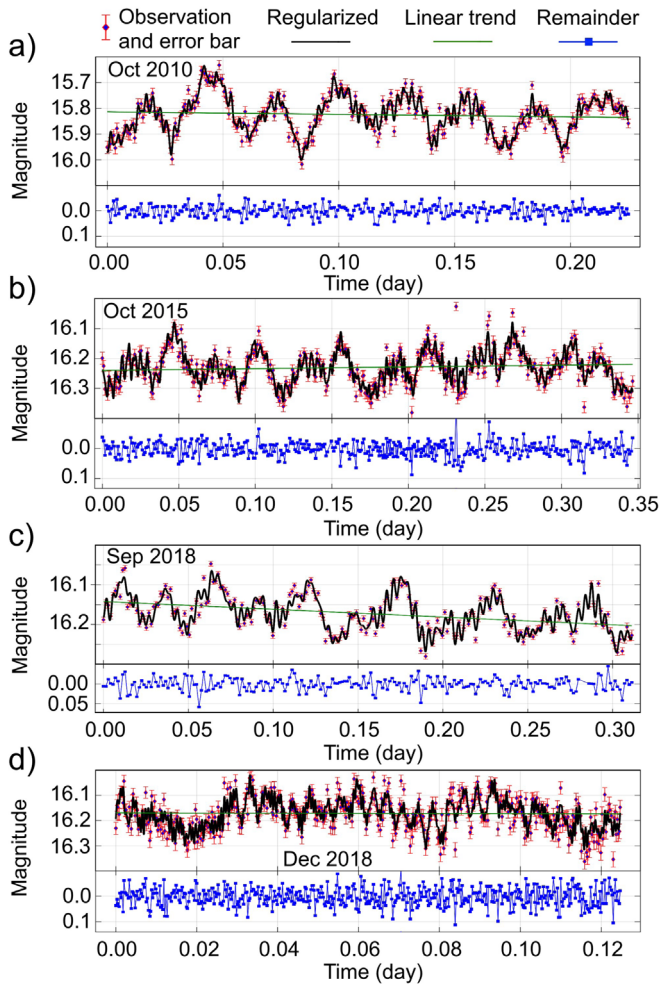 Observation and error bar
Regularized
Linear trend
Remainder
a)
Oct 2010
15.7
15.8
15.9
16.0
0.0
0.1
Magnitude
0.00 0.05 0.10 0.15 0.20
Time (day)
b)
Oct 2015
16.1
16.2
16.3
0.0
0.1
Magnitude
0.00 0.05 0.10 0.15 0.20 0.25 0.30 0.35
Time (day)
c)
Sep 2018
16.1
16.2
0.00
0.05
Magnitude
0.00 0.05 0.10 0.15 0.20 0.25 0.30
Time (day)
d)
16.1
16.2
16.3
Dec 2018
0.0
0.1
Magnitude
0.00 0.02 0.04 0.06 0.08 0.10 0.12
Time (day)